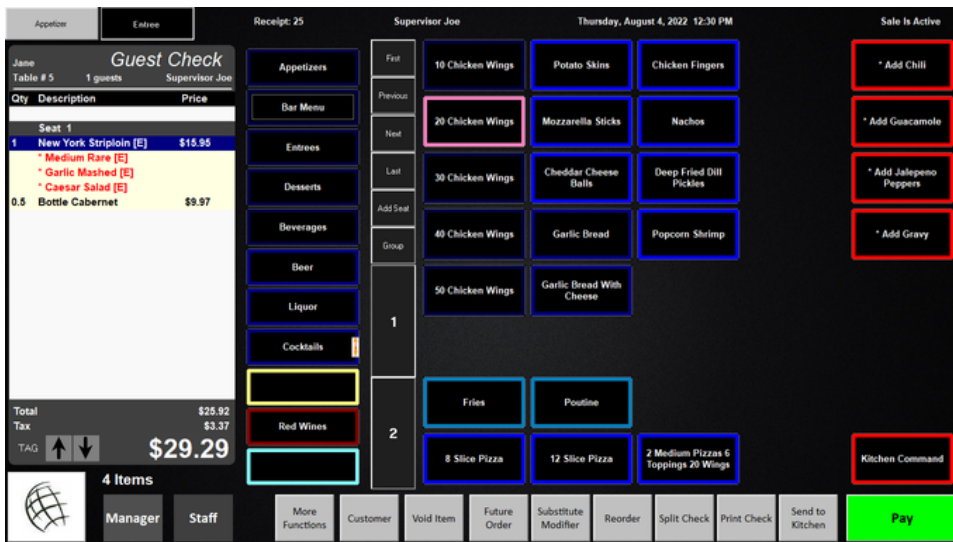 Appetizer
Entree
Receipt: 25
Supervisor Joe
Thursday, August 4, 2022 12:30 PM
Sale Is Active
Guest Check
Jane
Table # 5 1 guests Supervisor Joe
Qty Description Price
Seat 1
1 New York Striploin [E] $15.95
* Medium Rare [E]
* Garlic Mashed [E]
* Caesar Salad [E]
0.5 Bottle Cabernet $9.97
Total $25.92
Tax $3.37
TAG
$29.29
4 Items
Manager
Staff
Appetizers
Bar Menu
Entrees
Desserts
Beverages
Beer
Liquor
Cocktails
Red Wines
First
Previous
Next
Last
Add Seat
Group
1
2
10 Chicken Wings
Potato Skins
Chicken Fingers
20 Chicken Wings
Mozzarella Sticks
Nachos
30 Chicken Wings
Cheddar Cheese
Balls
Deep Fried Dill
Pickles
40 Chicken Wings
Garlic Bread
Popcorn Shrimp
50 Chicken Wings
Garlic Bread With
Cheese
Fries
Poutine
8 Slice Pizza
12 Slice Pizza
2 Medium Pizzas 6
Toppings 20 Wings
* Add Chili
* Add Guacamole
* Add Jalepeno
Peppers
* Add Gravy
Kitchen Command
More
Functions
Customer
Void Item
Future
Order
Substitute
Modifier
Reorder
Split Check
Print Check
Send to
Kitchen
Pay